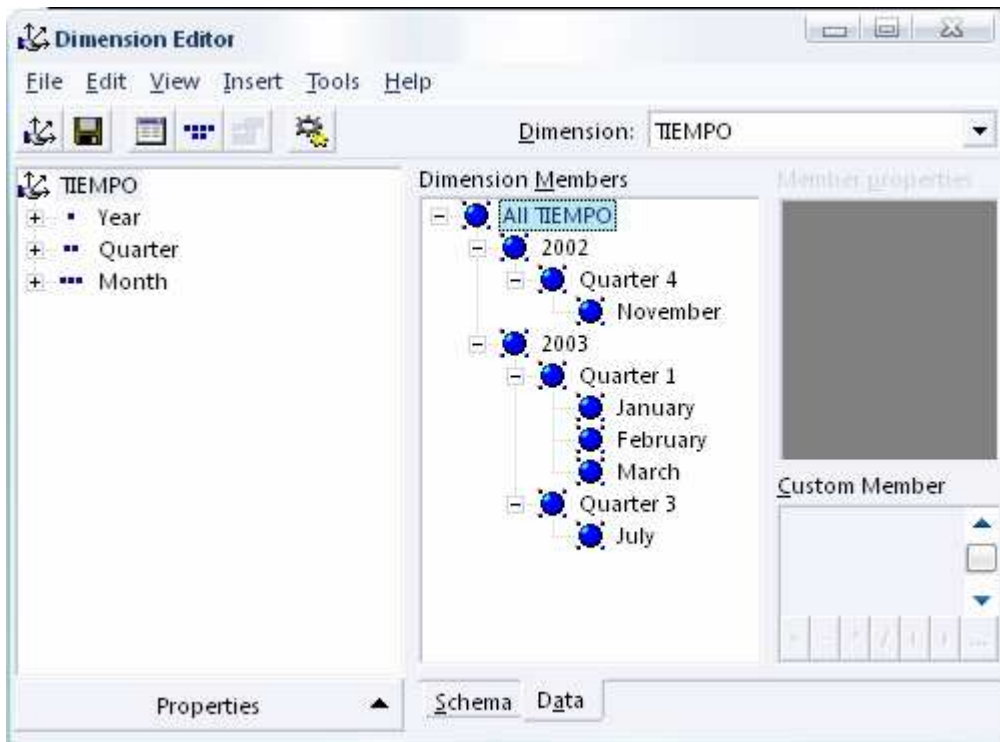 Dimension Editor
File Edit View Insert Tools Help
Dimension: TIEMPO
TIEMPO
Year
Quarter
Month
Dimension Members
All TIEMPO
2002
Quarter 4
November
2003
Quarter 1
January
February
March
Quarter 3
July
Member properties
Custom Member
+ - * / ( ) ...
Properties
Schema Data